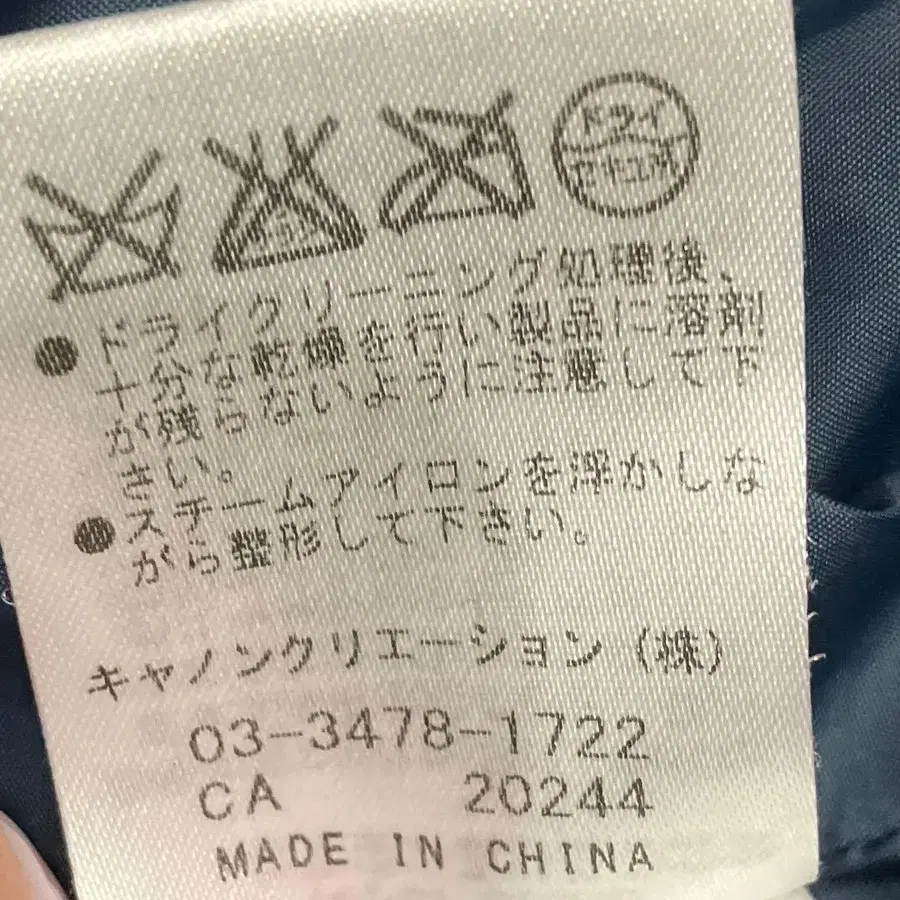 ドライ
セキユ系
●ドライクリーニング処理後、
十分な乾燥を行い製品に溶剤
が残らないように注意して下
さい。
●スチームアイロンを浮かしな
がら整形して下さい。
キャノンクリエーション(株)
03-3478-1722
CA 20244
MADE IN CHINA